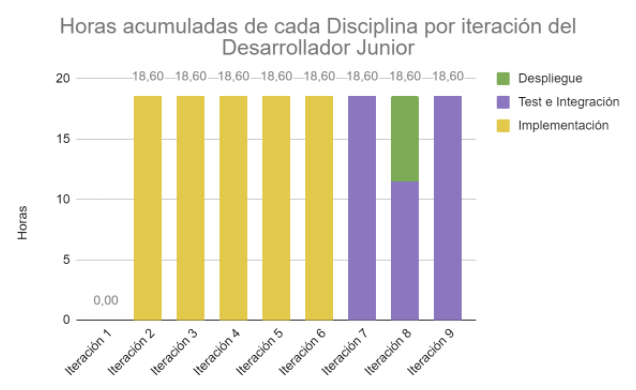 Horas acumuladas de cada Disciplina por iteración del
Desarrollador Junior
20
15
10
5
0
Horas
0,00
18,60
18,60
18,60
18,60
18,60
18,60
18,60
18,60
Iteración 1
Iteración 2
Iteración 3
Iteración 4
Iteración 5
Iteración 6
Iteración 7
Iteración 8
Iteración 9
Despliegue
Test e Integración
Implementación